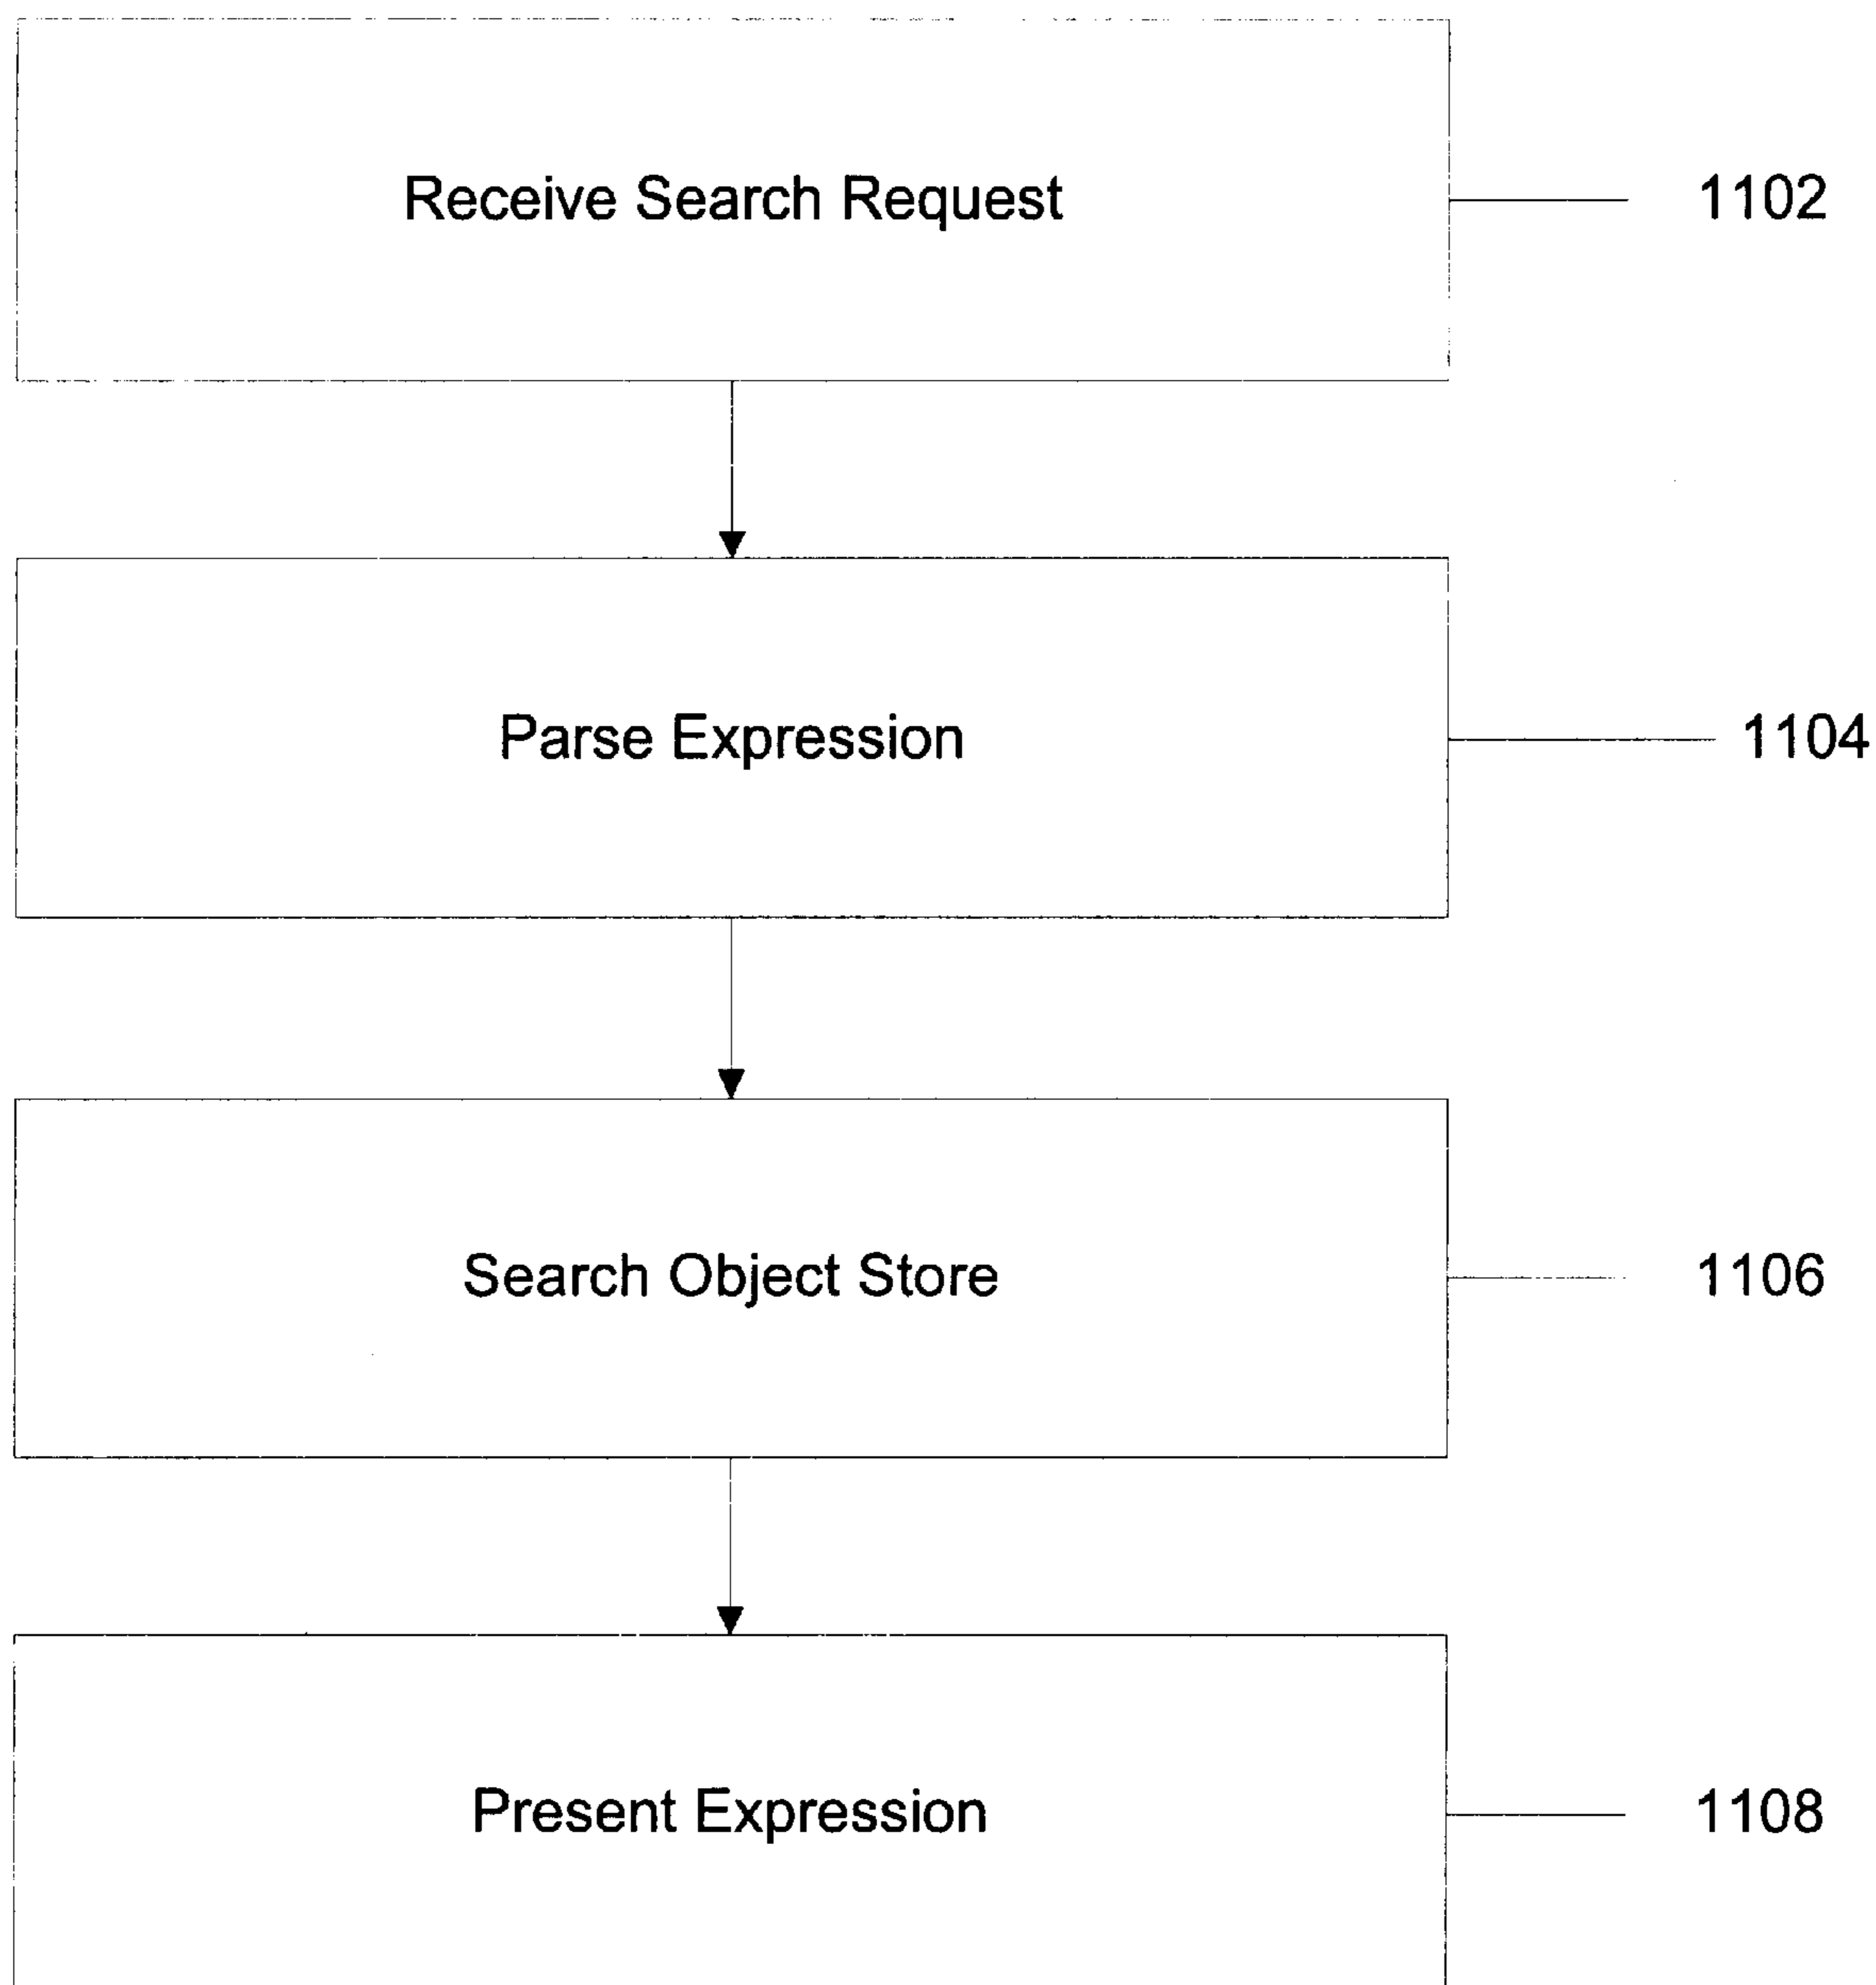 Receive Search Request
1102
Parse Expression
1104
Search Object Store
1106
Present Expression
1108